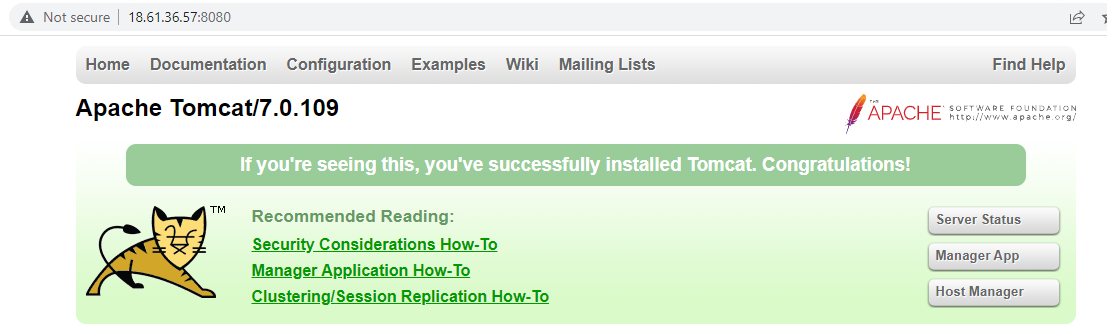 Not secure 18.61.36.57:8080
Home Documentation Configuration Examples Wiki Mailing Lists Find Help
Apache Tomcat/7.0.109
THE
APACHE SOFTWARE FOUNDATION
http://www.apache.org/
If you're seeing this, you've successfully installed Tomcat. Congratulations!
TM
Recommended Reading:
Security Considerations How-To
Manager Application How-To
Clustering/Session Replication How-To
Server Status
Manager App
Host Manager